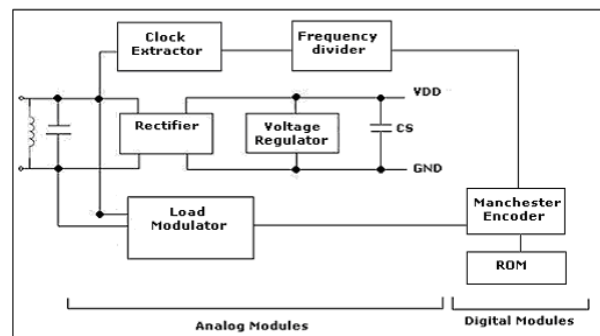 Clock
Extractor
Frequency
divider
VDD
Rectifier
Voltage
Regulator
CS
GND
Load
Modulator
Manchester
Encoder
ROM
Analog Modules
Digital Modules